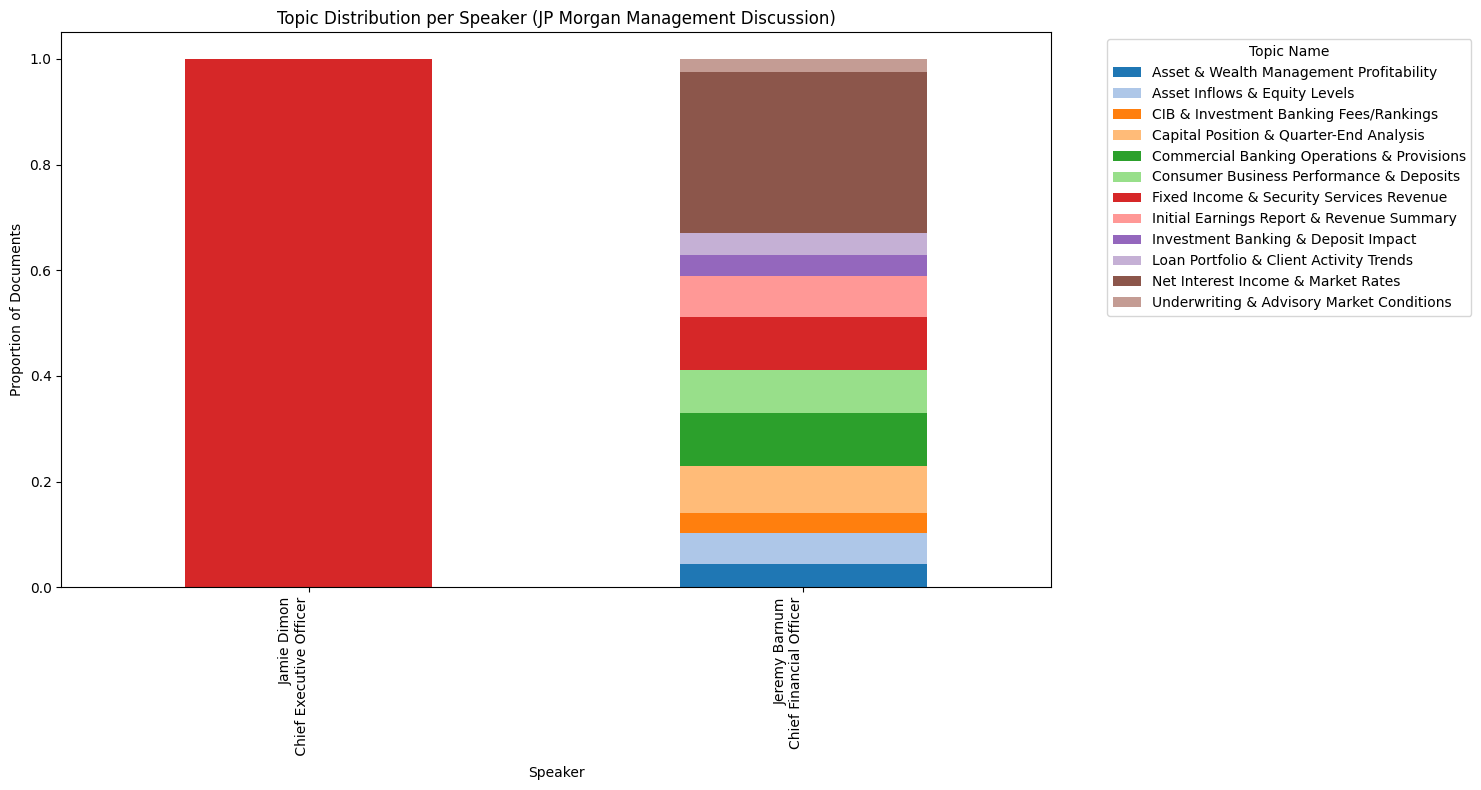 Topic Distribution per Speaker (JP Morgan Management Discussion)
Proportion of Documents
1.0
0.8
0.6
0.4
0.2
0.0
Jamie Dimon
Chief Executive Officer
Jeremy Barnum
Chief Financial Officer
Speaker
Topic Name
Asset & Wealth Management Profitability
Asset Inflows & Equity Levels
CIB & Investment Banking Fees/Rankings
Capital Position & Quarter-End Analysis
Commercial Banking Operations & Provisions
Consumer Business Performance & Deposits
Fixed Income & Security Services Revenue
Initial Earnings Report & Revenue Summary
Investment Banking & Deposit Impact
Loan Portfolio & Client Activity Trends
Net Interest Income & Market Rates
Underwriting & Advisory Market Conditions